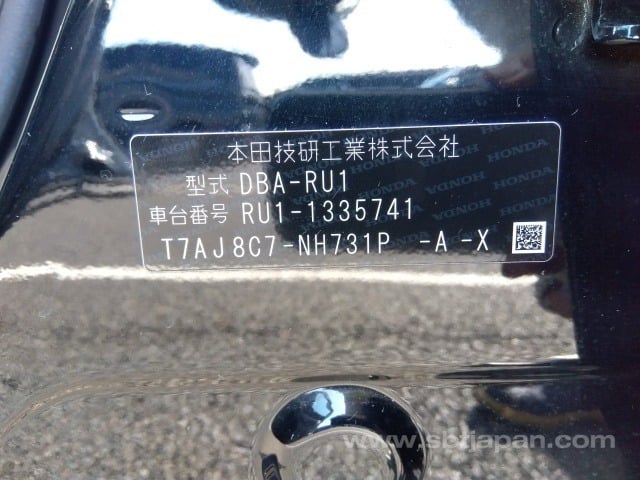 本田技研工業株式会社
型式 DBA-RU1
車台番号 RU1-1335741
T7AJ8C7-NH731P -A-X
www.sbtjapan.com